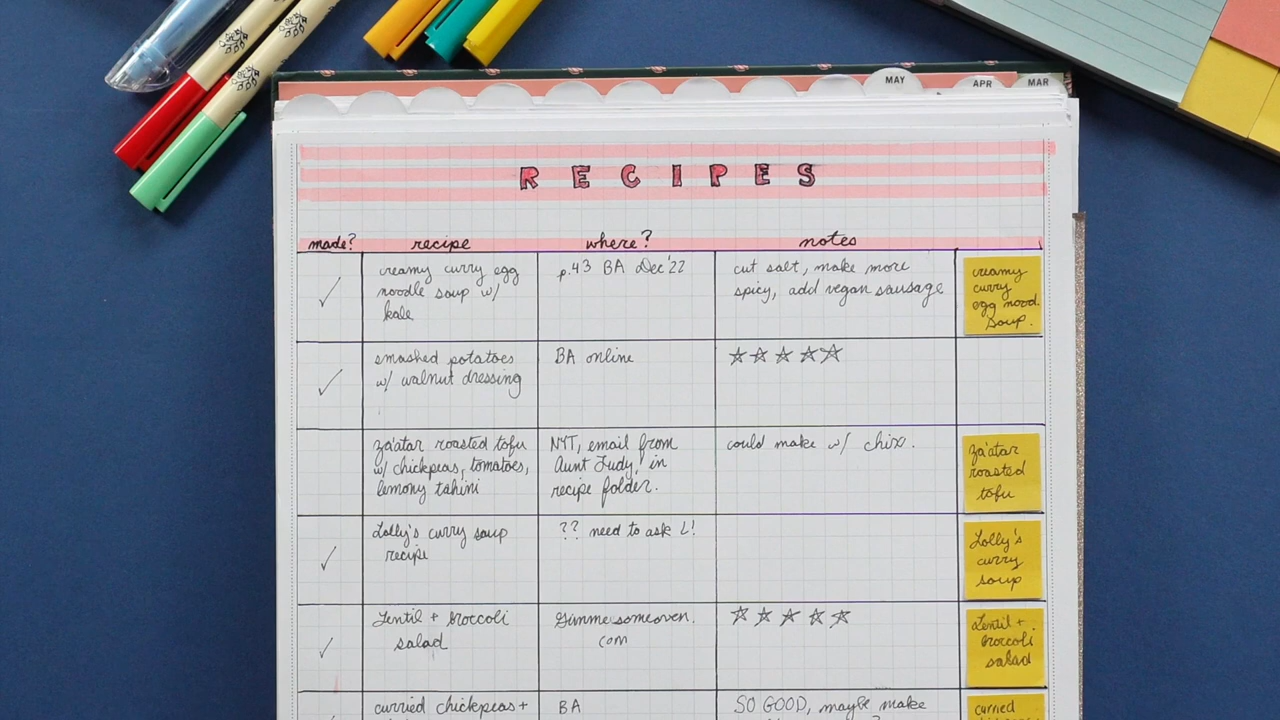 MAY
APR
MAR
RECIPES
made? recipe where? notes
creamy curry egg
noodle soup w/
kale
p.43 BA Dec'22
cut salt, make more
spicy, add vegan sausage
creamy
curry
egg nood.
soup.
smashed potatoes
w/ walnut dressing
BA online
☆☆☆☆☆
za'atar roasted tofu
w/ chickpeas, tomatoes,
lemony tahini
NYT, email from
Aunt Judy, in
recipe folder.
could make w/ chix.
za'atar
roasted
tofu
Lolly's curry soup
recipe
?? need to ask L!
Lolly's
curry
soup
Lentil + broccoli
salad
Gimmesomeoven.
com
☆☆☆☆☆
Lentil +
broccoli
salad
curried chickpeas +
BA
SO GOOD, maybe make
curried